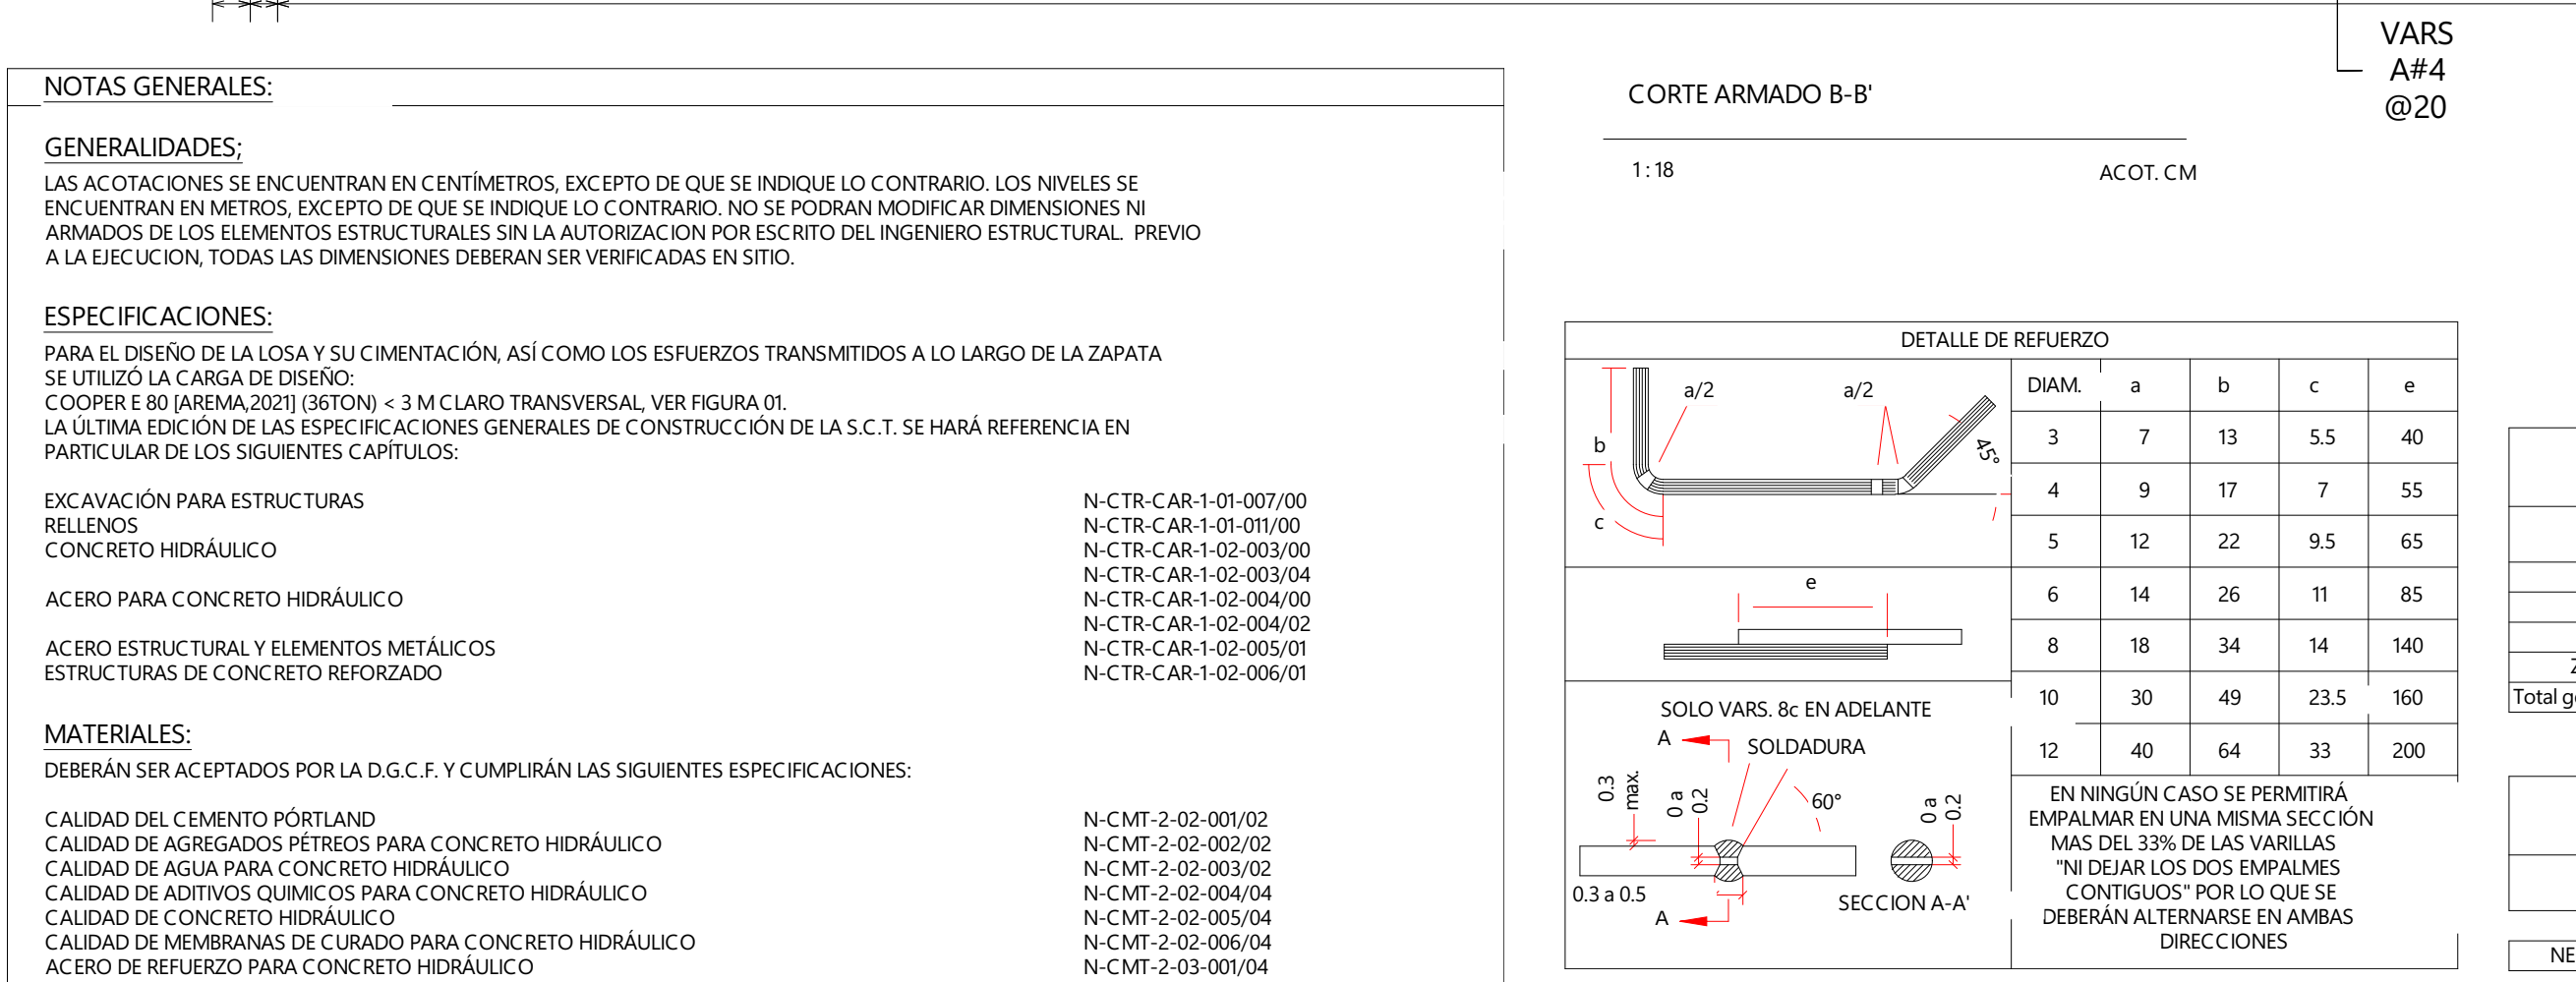 VARS
A#4
@20
NOTAS GENERALES:
GENERALIDADES;
LAS ACOTACIONES SE ENCUENTRAN EN CENTÍMETROS, EXCEPTO DE QUE SE INDIQUE LO CONTRARIO. LOS NIVELES SE
ENCUENTRAN EN METROS, EXCEPTO DE QUE SE INDIQUE LO CONTRARIO. NO SE PODRAN MODIFICAR DIMENSIONES NI
ARMADOS DE LOS ELEMENTOS ESTRUCTURALES SIN LA AUTORIZACION POR ESCRITO DEL INGENIERO ESTRUCTURAL. PREVIO
A LA EJECUCION, TODAS LAS DIMENSIONES DEBERAN SER VERIFICADAS EN SITIO.
ESPECIFICACIONES:
PARA EL DISEÑO DE LA LOSA Y SU CIMENTACIÓN, ASÍ COMO LOS ESFUERZOS TRANSMITIDOS A LO LARGO DE LA ZAPATA
SE UTILIZÓ LA CARGA DE DISEÑO:
COOPER E 80 [AREMA,2021] (36TON) < 3 M CLARO TRANSVERSAL, VER FIGURA 01.
LA ÚLTIMA EDICIÓN DE LAS ESPECIFICACIONES GENERALES DE CONSTRUCCIÓN DE LA S.C.T. SE HARÁ REFERENCIA EN
PARTICULAR DE LOS SIGUIENTES CAPÍTULOS:
EXCAVACIÓN PARA ESTRUCTURAS N-CTR-CAR-1-01-007/00
RELLENOS N-CTR-CAR-1-01-011/00
CONCRETO HIDRÁULICO N-CTR-CAR-1-02-003/00
N-CTR-CAR-1-02-003/04
ACERO PARA CONCRETO HIDRÁULICO N-CTR-CAR-1-02-004/00
N-CTR-CAR-1-02-004/02
ACERO ESTRUCTURAL Y ELEMENTOS METÁLICOS N-CTR-CAR-1-02-005/01
ESTRUCTURAS DE CONCRETO REFORZADO N-CTR-CAR-1-02-006/01
MATERIALES:
DEBERÁN SER ACEPTADOS POR LA D.G.C.F. Y CUMPLIRÁN LAS SIGUIENTES ESPECIFICACIONES:
CALIDAD DEL CEMENTO PÓRTLAND N-CMT-2-02-001/02
CALIDAD DE AGREGADOS PÉTREOS PARA CONCRETO HIDRÁULICO N-CMT-2-02-002/02
CALIDAD DE AGUA PARA CONCRETO HIDRÁULICO N-CMT-2-02-003/02
CALIDAD DE ADITIVOS QUIMICOS PARA CONCRETO HIDRÁULICO N-CMT-2-02-004/04
CALIDAD DE CONCRETO HIDRÁULICO N-CMT-2-02-005/04
CALIDAD DE MEMBRANAS DE CURADO PARA CONCRETO HIDRÁULICO N-CMT-2-02-006/04
ACERO DE REFUERZO PARA CONCRETO HIDRÁULICO N-CMT-2-03-001/04
CORTE ARMADO B-B'
1 : 18 ACOT. CM
DETALLE DE REFUERZO
a/2 a/2
b
c
45°
e
DIAM. a b c e
3 7 13 5.5 40
4 9 17 7 55
5 12 22 9.5 65
6 14 26 11 85
8 18 34 14 140
10 30 49 23.5 160
12 40 64 33 200
SOLO VARS. 8c EN ADELANTE
A
SOLDADURA
0.3
max.
0 a
0.2
60°
0 a
0.2
0.3 a 0.5
A
SECCION A-A'
EN NINGÚN CASO SE PERMITIRÁ
EMPALMAR EN UNA MISMA SECCIÓN
MAS DEL 33% DE LAS VARILLAS
"NI DEJAR LOS DOS EMPALMES
CONTIGUOS" POR LO QUE SE
DEBERÁN ALTERNARSE EN AMBAS
DIRECCIONES
Total
NE